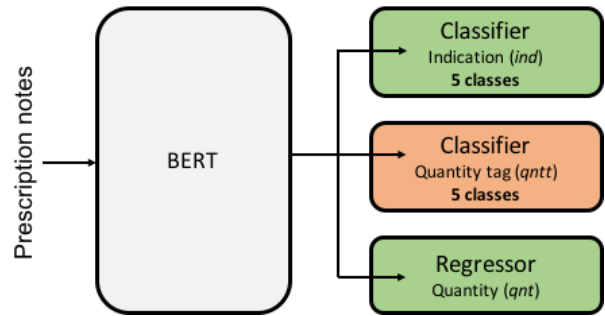 Prescription notes
BERT
Classifier
Indication (ind)
5 classes
Classifier
Quantity tag (qntt)
5 classes
Regressor
Quantity (qnt)